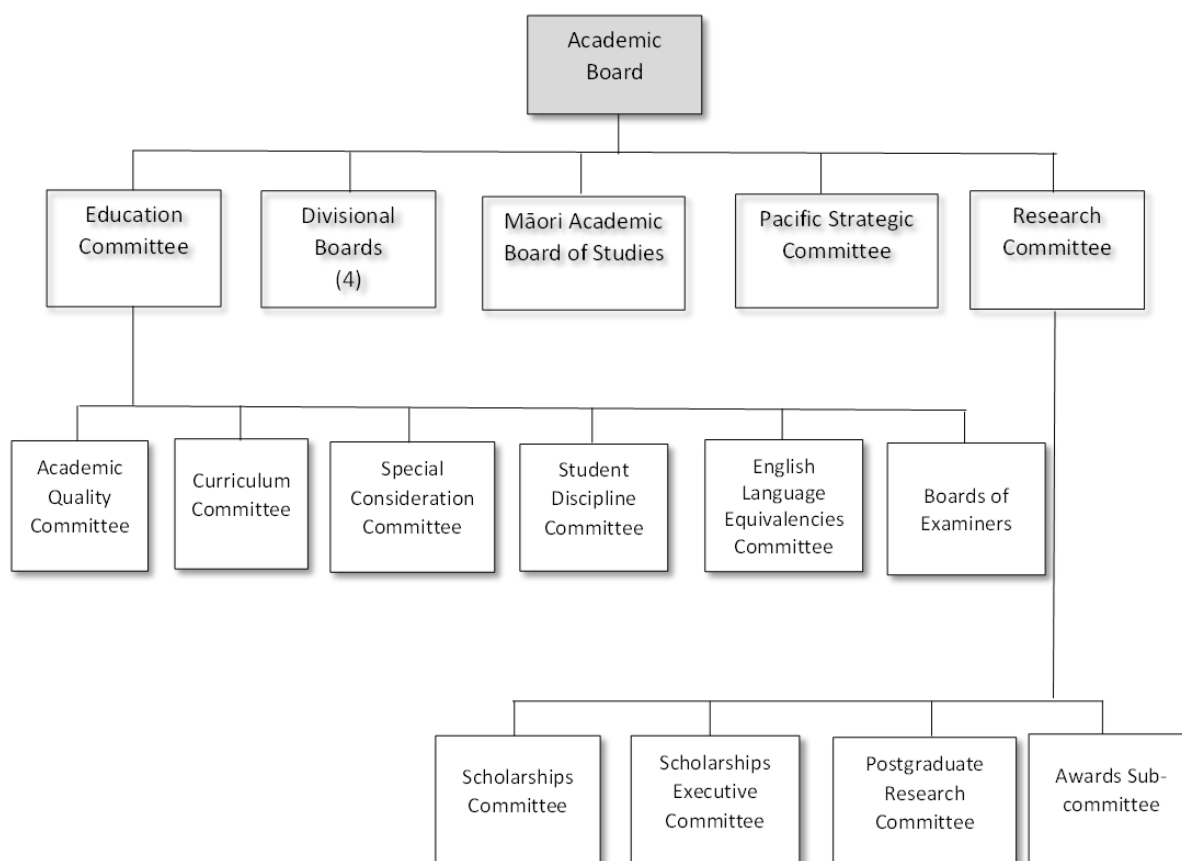 Academic
Board
Education
Committee
Divisional
Boards
(4)
Māori Academic
Board of Studies
Pacific Strategic
Committee
Research
Committee
Academic
Quality
Committee
Curriculum
Committee
Special
Consideration
Committee
Student
Discipline
Committee
English
Language
Equivalencies
Committee
Boards of
Examiners
Scholarships
Committee
Scholarships
Executive
Committee
Postgraduate
Research
Committee
Awards Sub-
committee